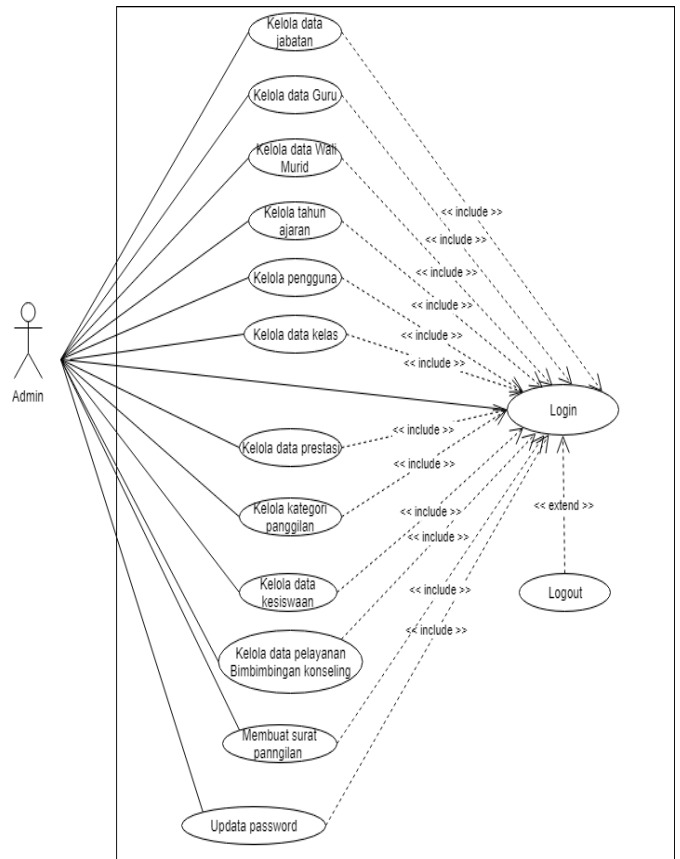 Kelola data
jabatan
Kelola data Guru
Kelola data Wali
Murid
Kelola tahun
ajaran
Kelola pengguna
Kelola data kelas
Admin
Kelola data prestasi
Kelola kategori
panggilan
Kelola data
kesiswaan
Kelola data pelayanan
Bimbimbingan konseling
Membuat surat
panngilan
Updata password
<< include >>
<< include >>
<< include >>
<< include >>
<< include >>
<< include >>
Login
<< include >>
<< include >>
<< include >>
<< include >>
<< include >>
<< include >>
<< extend >>
Logout